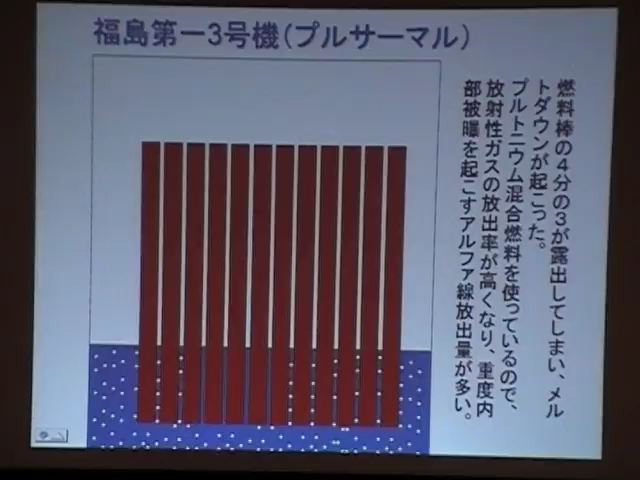 福島第一3号機(プルサーマル)
燃料棒の4分の3が露出してしまい、メル
トダウンが起こった。
プルトニウム混合燃料を使っているので、
放射性ガスの放出率が高くなり、重度内
部被曝を起こすアルファ線放出量が多い。